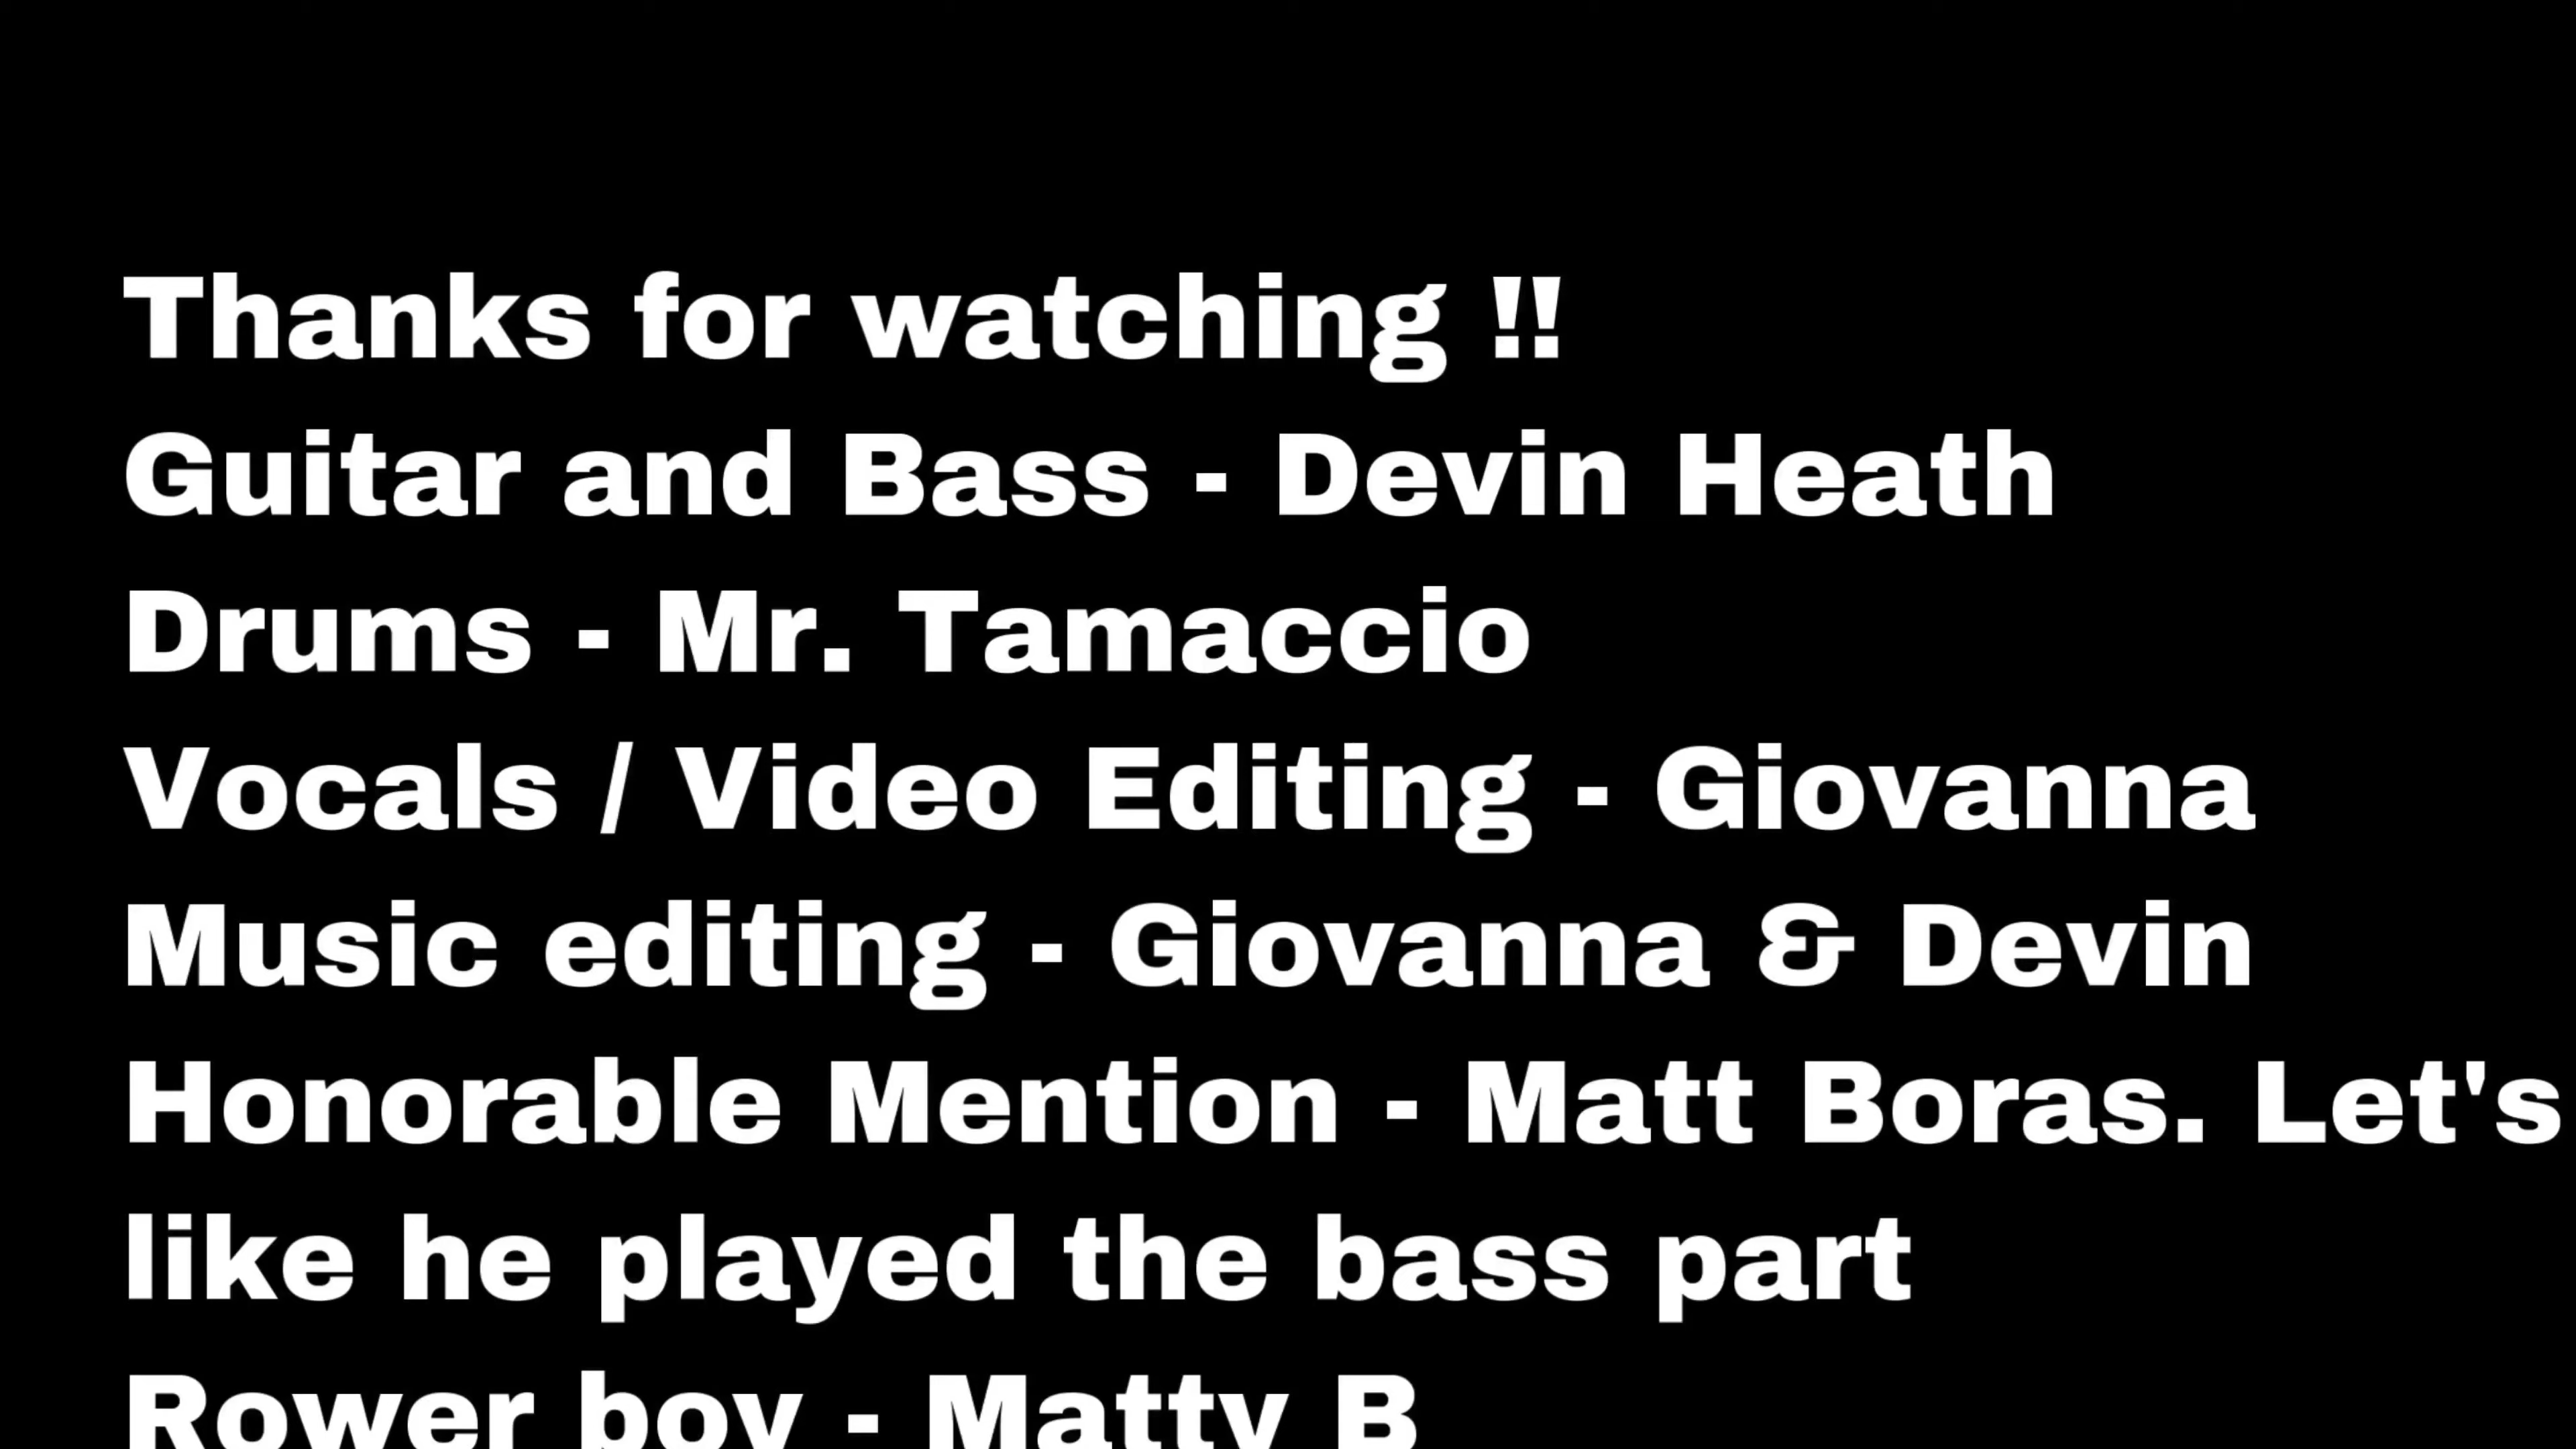 Thanks for watching !!
Guitar and Bass - Devin Heath
Drums - Mr. Tamaccio
Vocals / Video Editing - Giovanna
Music editing - Giovanna & Devin
Honorable Mention - Matt Boras. Let's
like he played the bass part
Rower boy - Matty B